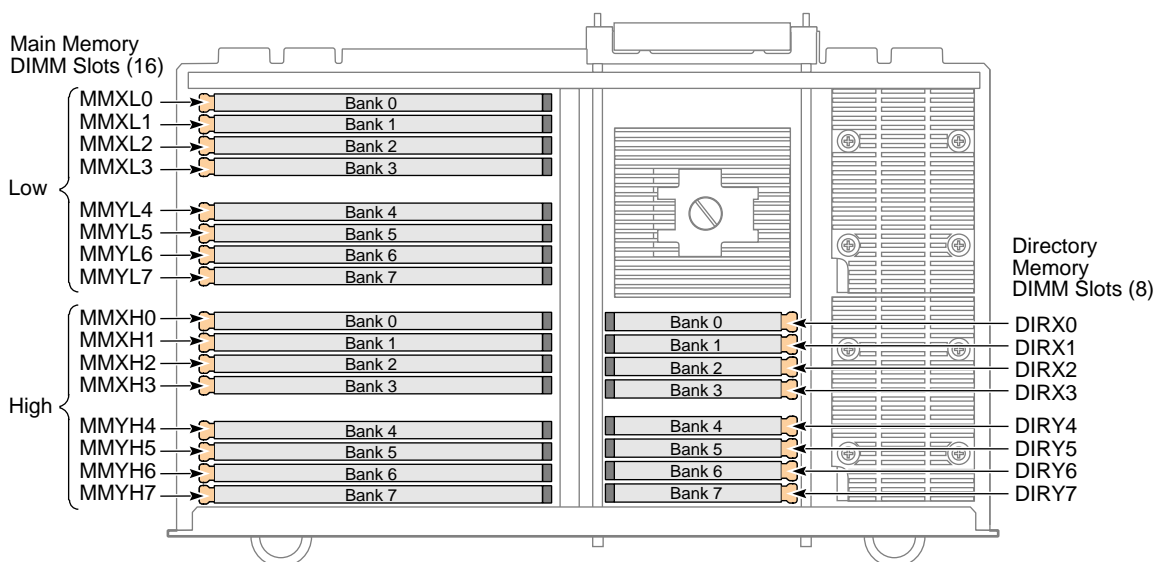 Main Memory
DIMM Slots (16)
MMXL0
MMXL1
MMXL2
MMXL3
Low
MMYL4
MMYL5
MMYL6
MMYL7
MMXH0
MMXH1
MMXH2
MMXH3
High
MMYH4
MMYH5
MMYH6
MMYH7
Bank 0
Bank 1
Bank 2
Bank 3
Bank 4
Bank 5
Bank 6
Bank 7
Bank 0
Bank 1
Bank 2
Bank 3
Bank 4
Bank 5
Bank 6
Bank 7
Bank 0
Bank 1
Bank 2
Bank 3
Bank 4
Bank 5
Bank 6
Bank 7
Directory
Memory
DIMM Slots (8)
DIRX0
DIRX1
DIRX2
DIRX3
DIRY4
DIRY5
DIRY6
DIRY7